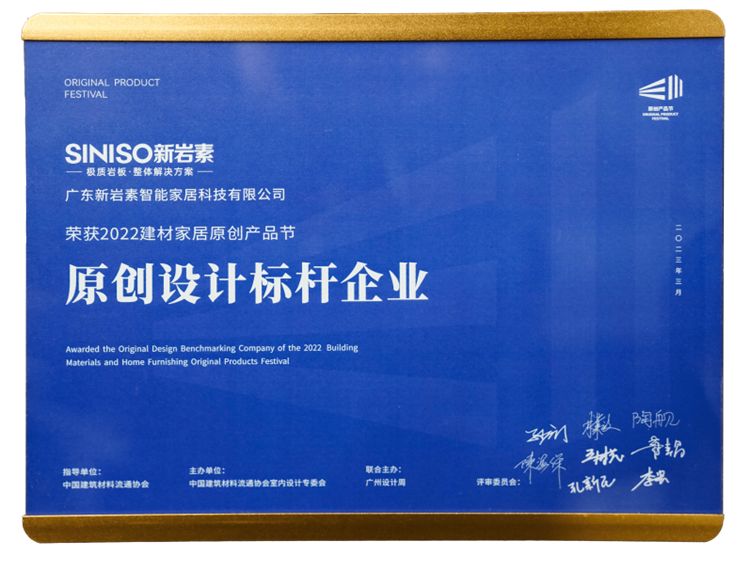 ORIGINAL PRODUCT
FESTIVAL
原创产品节
ORIGINAL PRODUCT
FESTIVAL
SINISO新岩素
极质岩板·整体解决方案
广东新岩素智能家居科技有限公司
荣获2022建材家居原创产品节
原创设计标杆企业
二〇二三年三月
Awarded the Original Design Benchmarking Company of the 2022 Building
Materials and Home Furnishing Original Products Festival
指导单位:
中国建筑材料流通协会
主办单位:
中国建筑材料流通协会室内设计专委会
联合主办:
广州设计周
评审委员会: